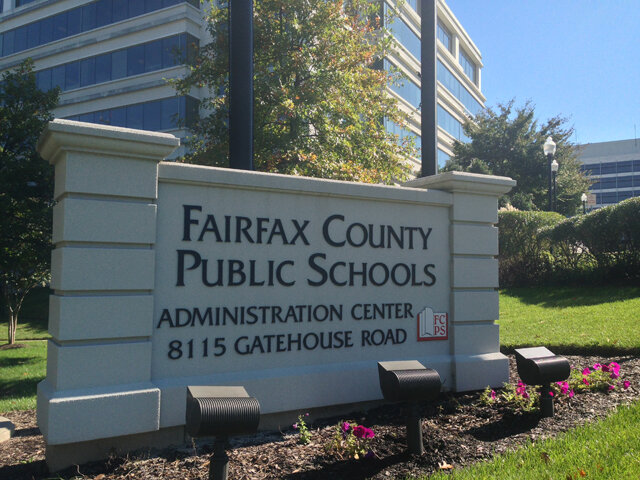 FAIRFAX COUNTY
PUBLIC SCHOOLS
ADMINISTRATION CENTER
8115 GATEHOUSE ROAD
FC
PS